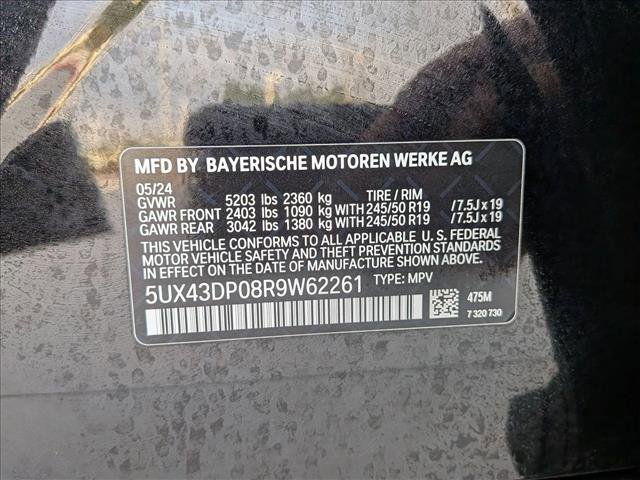 MFD BY BAYERISCHE MOTOREN WERKE AG
05/24
GVWR 5203 lbs 2360 kg TIRE / RIM
GAWR FRONT 2403 lbs 1090 kg WITH 245/50 R19 /7.5J x 19
GAWR REAR 3042 lbs 1380 kg WITH 245/50 R19 /7.5J x 19
THIS VEHICLE CONFORMS TO ALL APPLICABLE U.S. FEDERAL
MOTOR VEHICLE SAFETY AND THEFT PREVENTION STANDARDS
IN EFFECT ON THE DATE OF MANUFACTURE SHOWN ABOVE.
5UX43DP08R9W62261 TYPE: MPV
475M
7 320 730